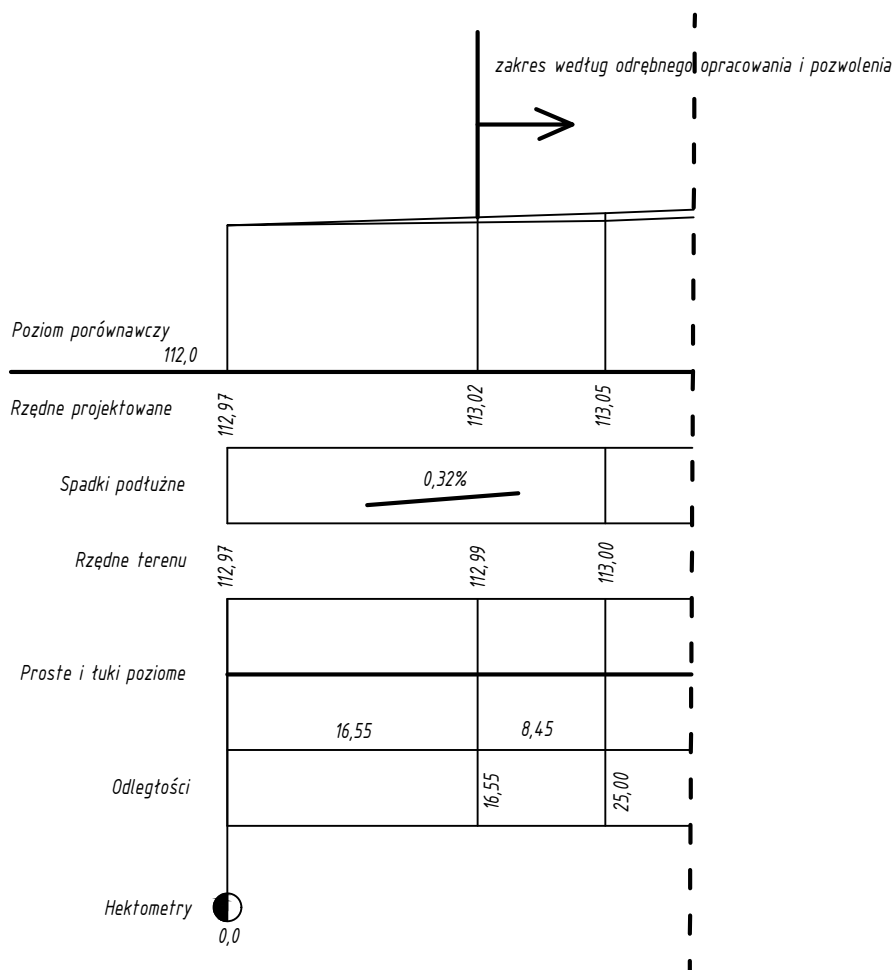 zakres według odrębnego opracowania i pozwolenia
Poziom porównawczy
112,0
Rzędne projektowane
112,97
113,02
113,05
Spadki podłużne
0,32%
Rzędne terenu
112,97
112,99
113,00
Proste i łuki poziome
16,55
8,45
Odległości
16,55
25,00
Hektometry
0,0